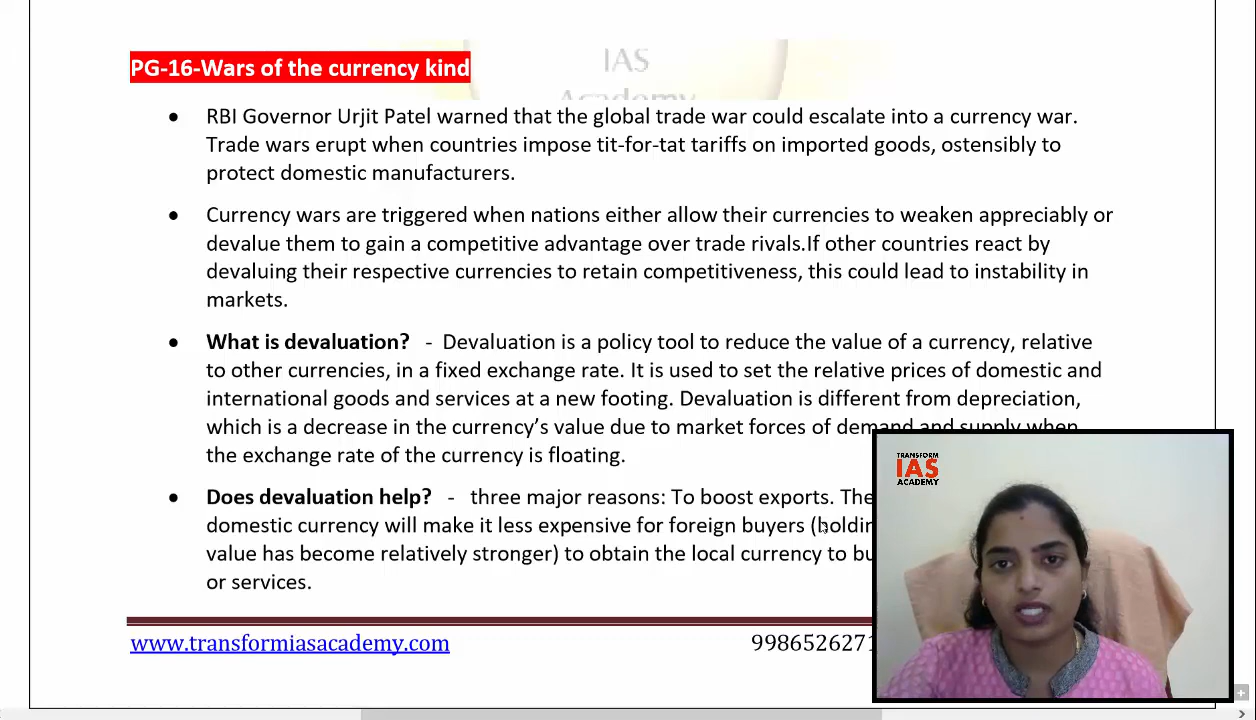 IAS
Academy
PG-16-Wars of the currency kind
• RBI Governor Urjit Patel warned that the global trade war could escalate into a currency war.
Trade wars erupt when countries impose tit-for-tat tariffs on imported goods, ostensibly to
protect domestic manufacturers.
• Currency wars are triggered when nations either allow their currencies to weaken appreciably or
devalue them to gain a competitive advantage over trade rivals.If other countries react by
devaluing their respective currencies to retain competitiveness, this could lead to instability in
markets.
• What is devaluation? - Devaluation is a policy tool to reduce the value of a currency, relative
to other currencies, in a fixed exchange rate. It is used to set the relative prices of domestic and
international goods and services at a new footing. Devaluation is different from depreciation,
which is a decrease in the currency's value due to market forces of demand and supply when
the exchange rate of the currency is floating.
• Does devaluation help? - three major reasons: To boost exports. The
domestic currency will make it less expensive for foreign buyers
value has become relatively stronger) to obtain the local currency to
or services.
www.transformiasacademy.com
9986526271
TRANSFORM
IAS
ACADEMY